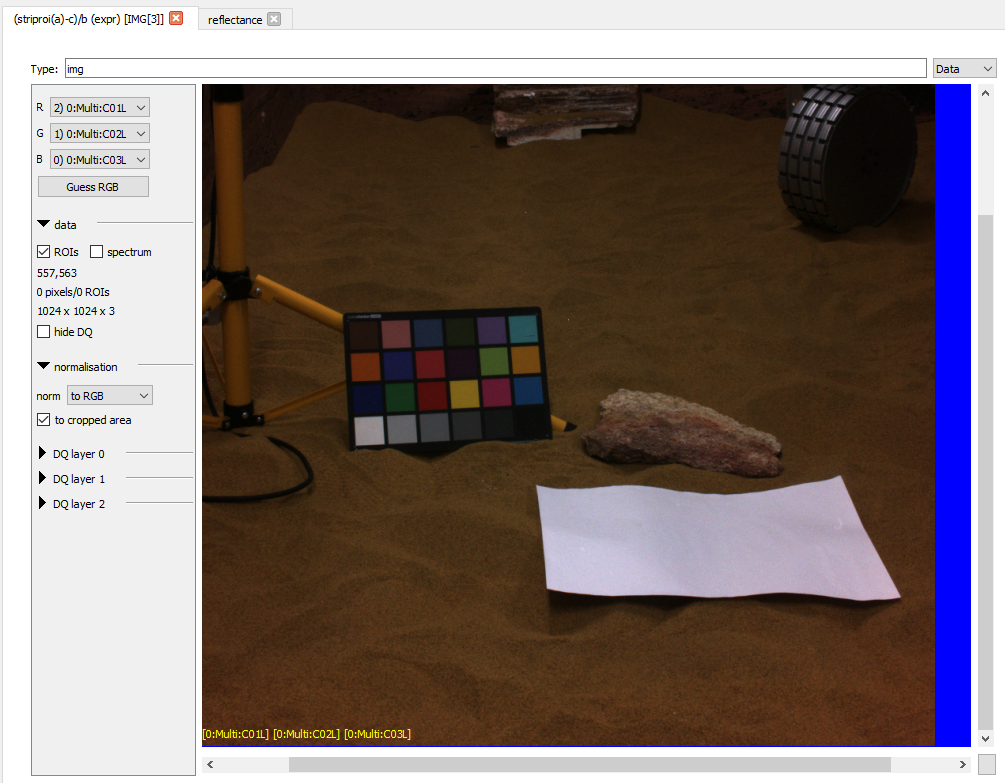 (striproi(a)-c)/b (expr) [IMG[3]]
reflectance
Type: img
Data
R 2) 0:Multi:C01L
G 1) 0:Multi:C02L
B 0) 0:Multi:C03L
Guess RGB
data
ROIs spectrum
557,563
0 pixels/0 ROIs
1024 x 1024 x 3
hide DQ
normalisation
norm to RGB
to cropped area
DQ layer 0
DQ layer 1
DQ layer 2
[0:Multi:C01L] [0:Multi:C02L] [0:Multi:C03L]